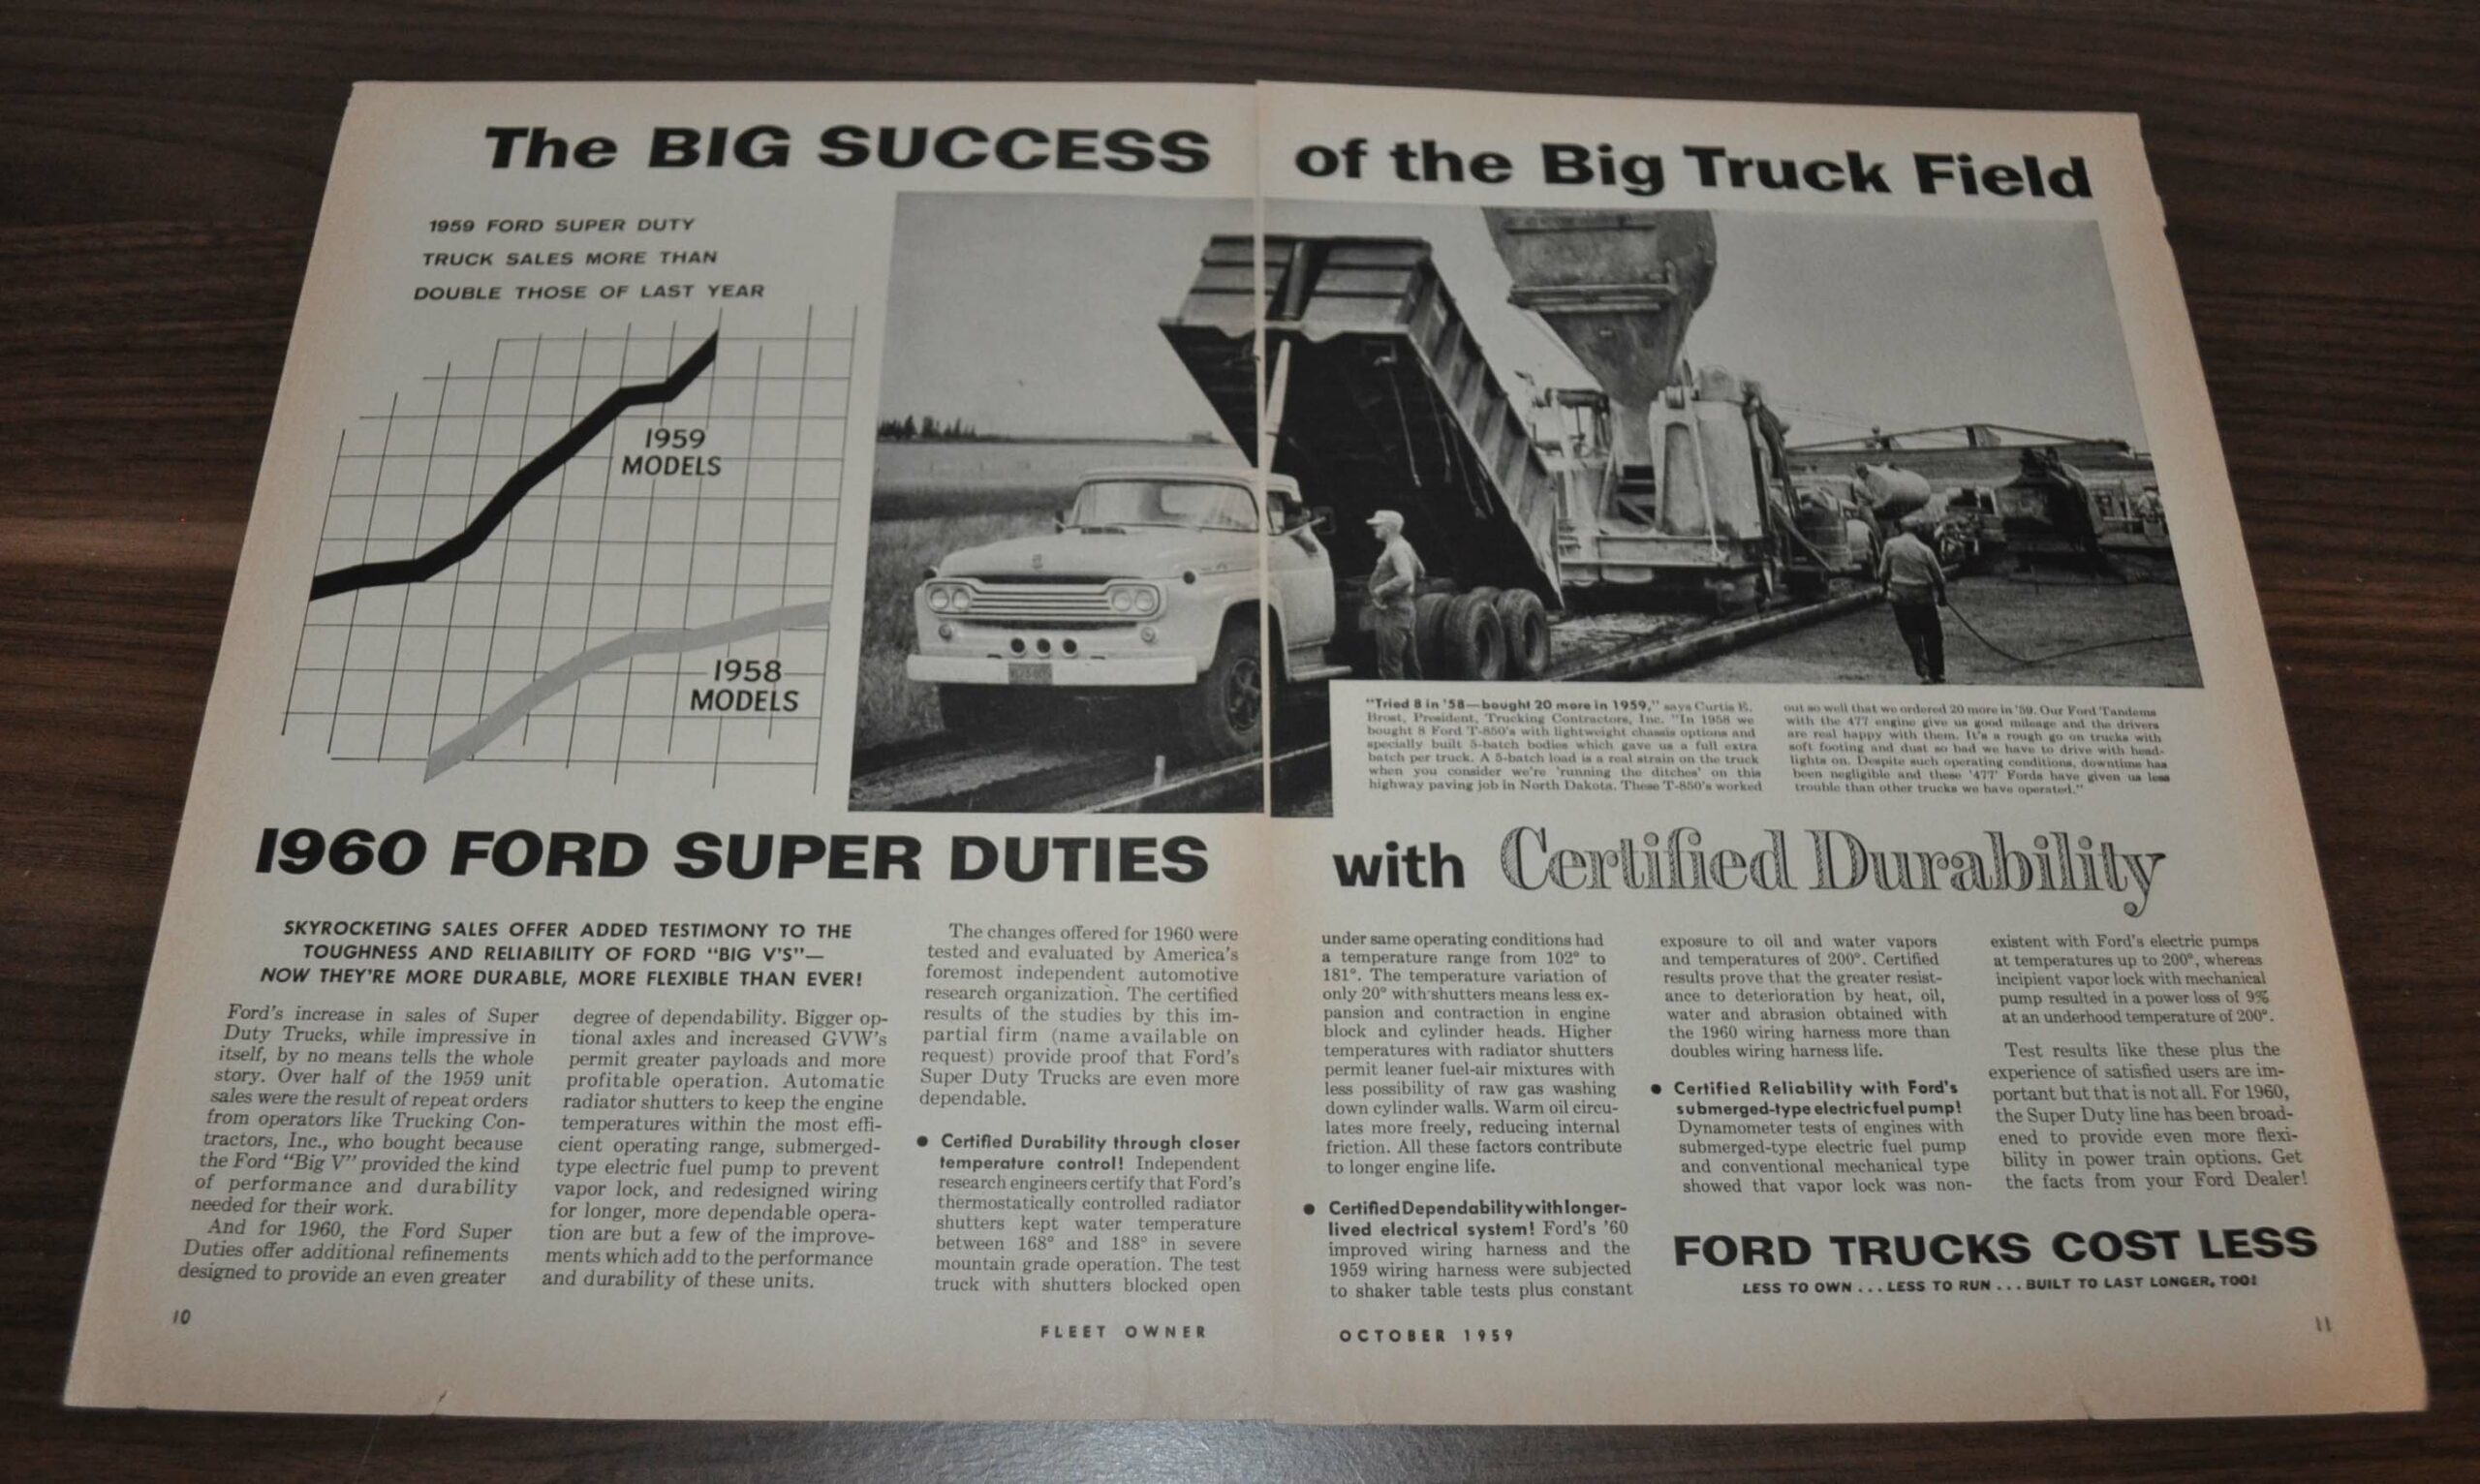 The BIG SUCCESS of the Big Truck Field
1959 FORD SUPER DUTY
TRUCK SALES MORE THAN
DOUBLE THOSE OF LAST YEAR
1959
MODELS
1958
MODELS
"Tried 8 in '58—bought 20 more in 1959," says Curtis E.
Brost, President, Trucking Contractors, Inc. "In 1958 we
bought 8 Ford T-850's with lightweight chassis options and
specially built 5-batch bodies which gave us a full extra
batch per truck. A 5-batch load is a real strain on the truck
when you consider we're 'running the ditches' on this
highway paving job in North Dakota. These T-850's worked
out so well that we ordered 20 more in '59. Our Ford Tandems
with the 477 engine give us good mileage and the drivers
are real happy with them. It's a rough go on trucks with
soft footing and dust so bad we have to drive with head-
lights on. Despite such operating conditions, downtime has
been negligible and these '477' Fords have given us less
trouble than other trucks we have operated."
1960 FORD SUPER DUTIES with Certified Durability
SKYROCKETING SALES OFFER ADDED TESTIMONY TO THE
TOUGHNESS AND RELIABILITY OF FORD "BIG V'S"—
NOW THEY'RE MORE DURABLE, MORE FLEXIBLE THAN EVER!
Ford's increase in sales of Super
Duty Trucks, while impressive in
itself, by no means tells the whole
story. Over half of the 1959 unit
sales were the result of repeat orders
from operators like Trucking Con-
tractors, Inc., who bought because
the Ford "Big V" provided the kind
of performance and durability
needed for their work.
And for 1960, the Ford Super
Duties offer additional refinements
designed to provide an even greater
degree of dependability. Bigger op-
tional axles and increased GVW's
permit greater payloads and more
profitable operation. Automatic
radiator shutters to keep the engine
temperatures within the most effi-
cient operating range, submerged-
type electric fuel pump to prevent
vapor lock, and redesigned wiring
for longer, more dependable opera-
tion are but a few of the improve-
ments which add to the performance
and durability of these units.
The changes offered for 1960 were
tested and evaluated by America's
foremost independent automotive
research organization. The certified
results of the studies by this im-
partial firm (name available on
request) provide proof that Ford's
Super Duty Trucks are even more
dependable.
● Certified Durability through closer
temperature control! Independent
research engineers certify that Ford's
thermostatically controlled radiator
shutters kept water temperature
between 168° and 188° in severe
mountain grade operation. The test
truck with shutters blocked open
under same operating conditions had
a temperature range from 102° to
181°. The temperature variation of
only 20° with shutters means less ex-
pansion and contraction in engine
block and cylinder heads. Higher
temperatures with radiator shutters
permit leaner fuel-air mixtures with
less possibility of raw gas washing
down cylinder walls. Warm oil circu-
lates more freely, reducing internal
friction. All these factors contribute
to longer engine life.
● Certified Dependability with longer-
lived electrical system! Ford's '60
improved wiring harness and the
1959 wiring harness were subjected
to shaker table tests plus constant
exposure to oil and water vapors
and temperatures of 200°. Certified
results prove that the greater resist-
ance to deterioration by heat, oil,
water and abrasion obtained with
the 1960 wiring harness more than
doubles wiring harness life.
● Certified Reliability with Ford's
submerged-type electric fuel pump!
Dynamometer tests of engines with
submerged-type electric fuel pump
and conventional mechanical type
showed that vapor lock was non-
existent with Ford's electric pumps
at temperatures up to 200°, whereas
incipient vapor lock with mechanical
pump resulted in a power loss of 9%
at an underhood temperature of 200°.
Test results like these plus the
experience of satisfied users are im-
portant but that is not all. For 1960,
the Super Duty line has been broad-
ened to provide even more flexi-
bility in power train options. Get
the facts from your Ford Dealer!
FORD TRUCKS COST LESS
LESS TO OWN . . . LESS TO RUN . . . BUILT TO LAST LONGER, TOO!
10
FLEET OWNER
OCTOBER 1959
11